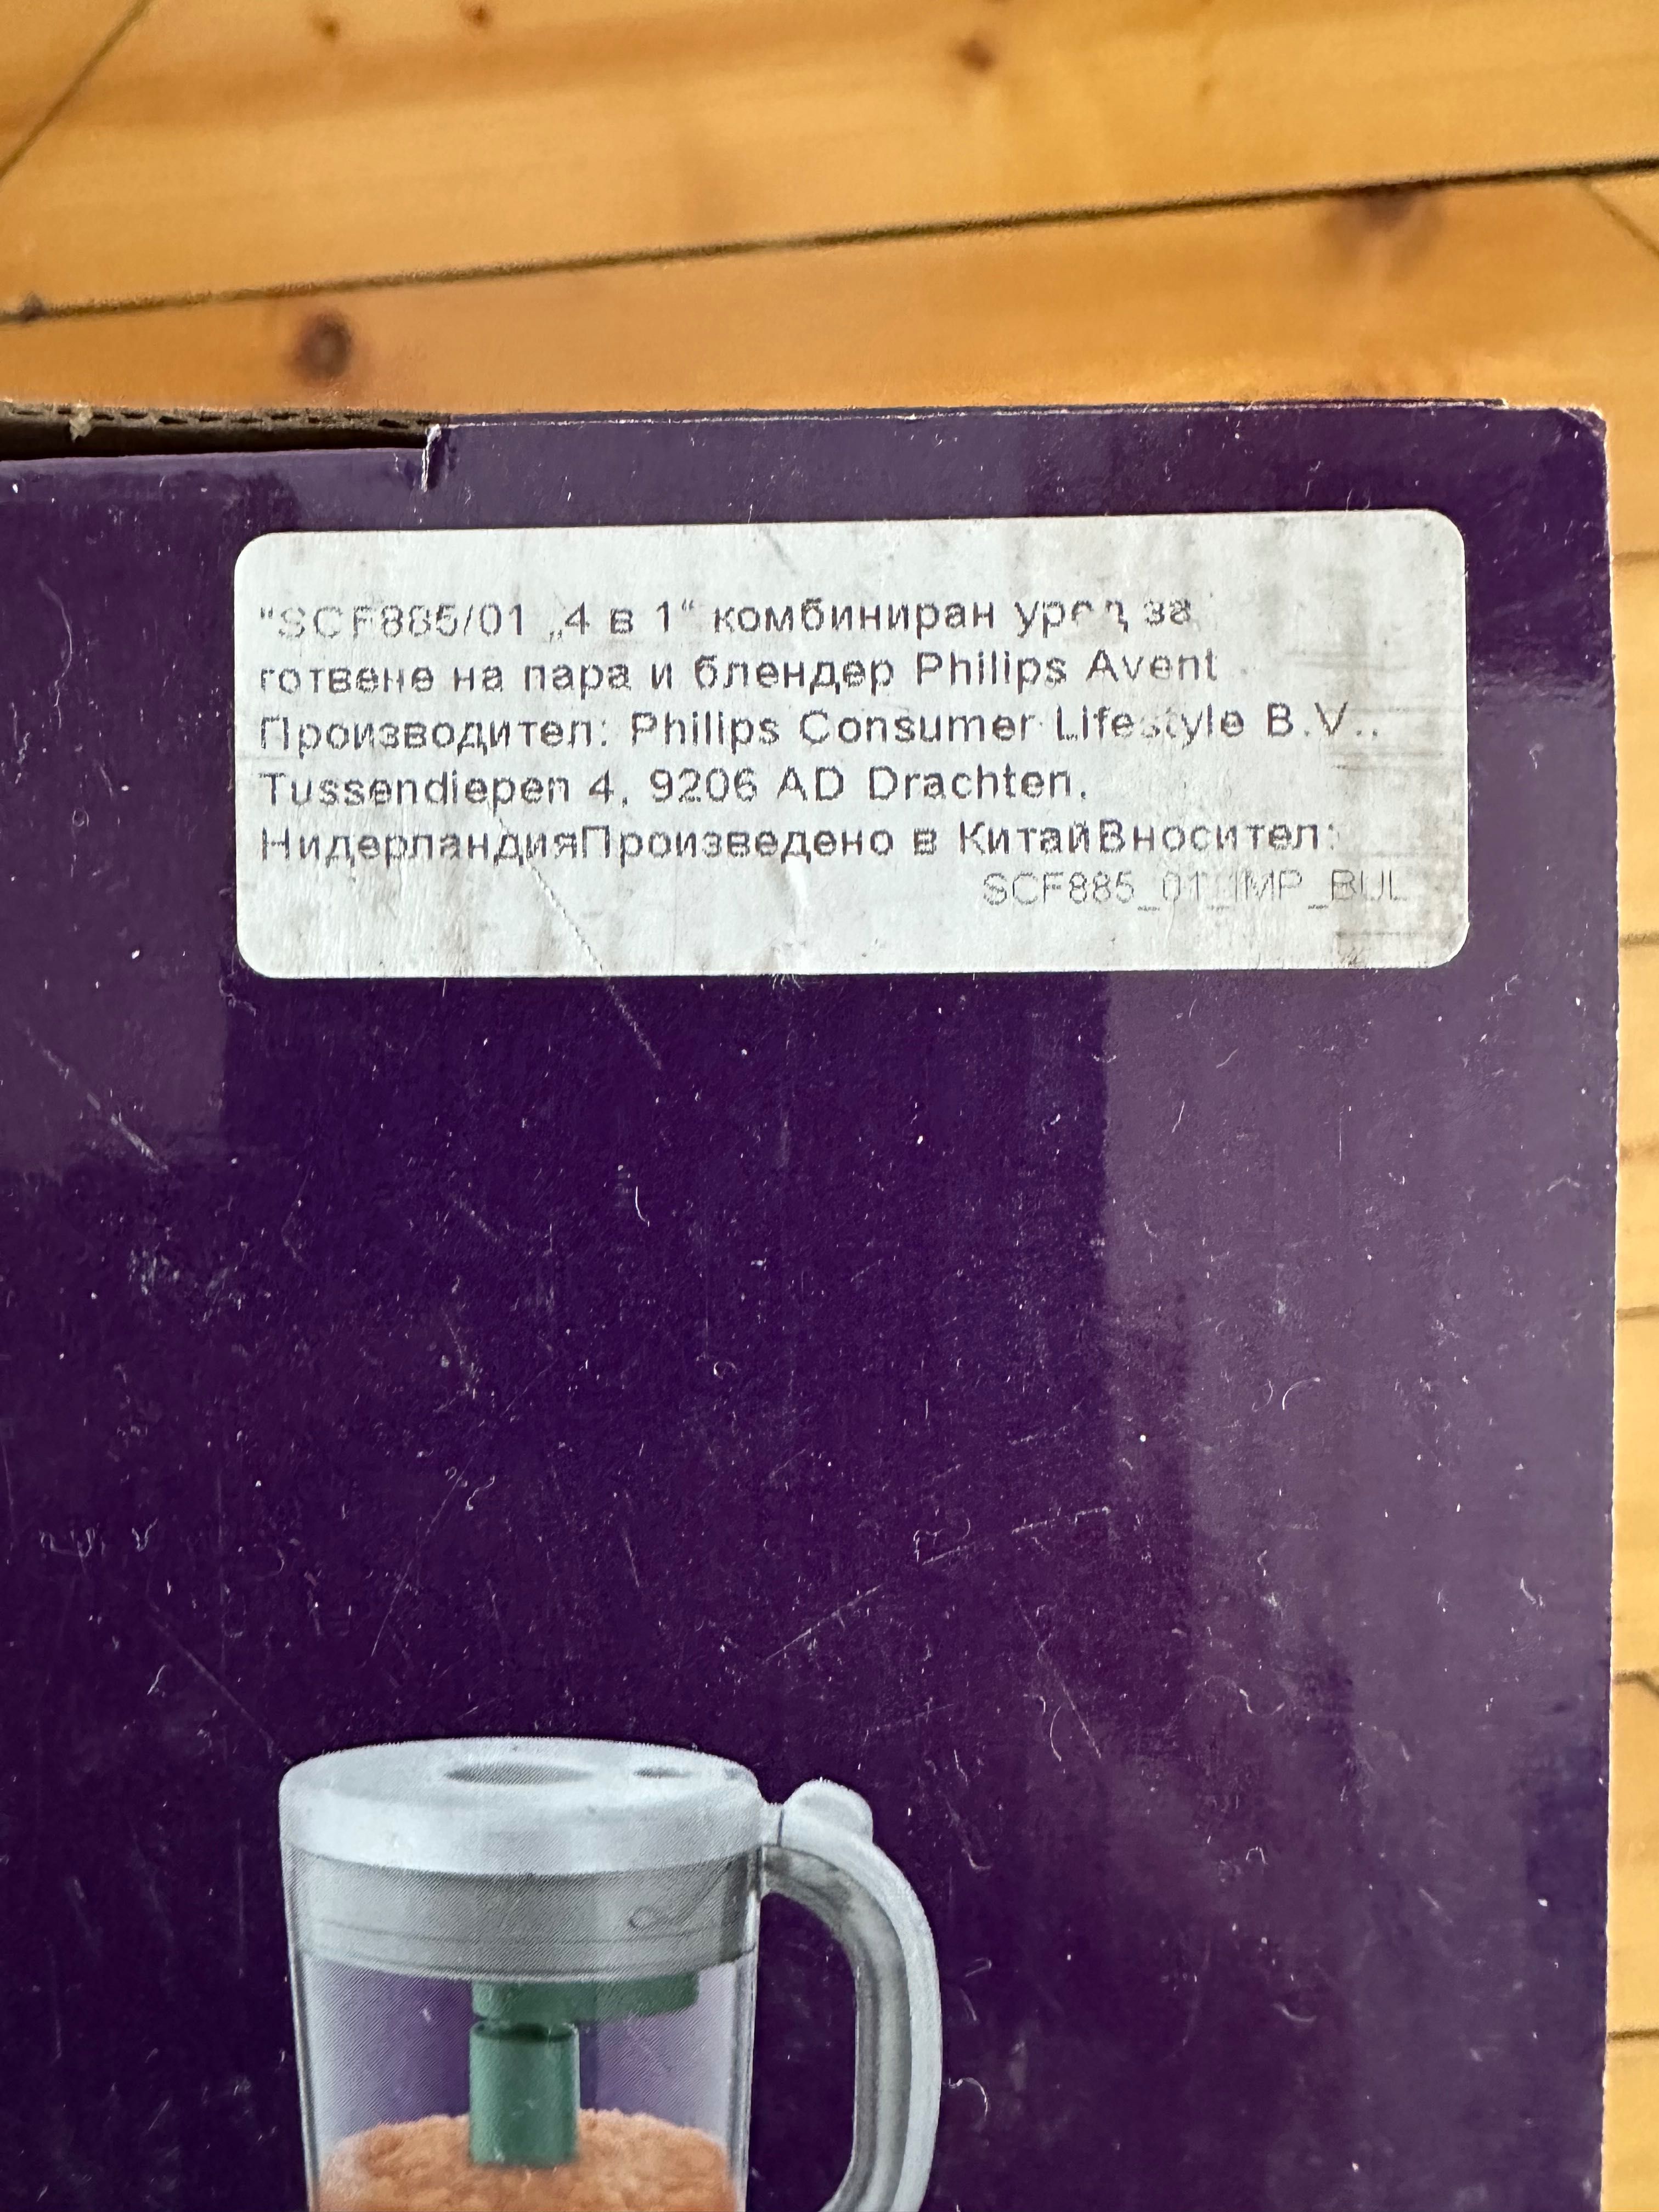 "SCF885/01 „4 в 1“ комбиниран уред за
готвене на пара и блендер Philips Avent
Производител: Philips Consumer Lifestyle B.V.,
Tussendiepen 4, 9206 AD Drachten,
НидерландияПроизведено в КитайВносител:
SCF885_01_IMP_BUL